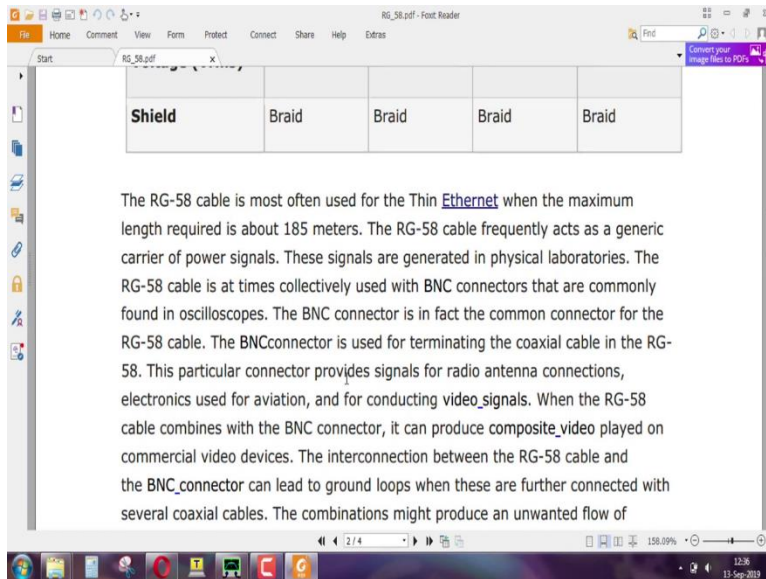 RG_58.pdf - Foxit Reader
File Home Comment View Form Protect Connect Share Help Extras
Find
Start RG_58.pdf x
Convert your
image files to PDFs
Shield Braid Braid Braid Braid
The RG-58 cable is most often used for the Thin Ethernet when the maximum
length required is about 185 meters. The RG-58 cable frequently acts as a generic
carrier of power signals. These signals are generated in physical laboratories. The
RG-58 cable is at times collectively used with BNC connectors that are commonly
found in oscilloscopes. The BNC connector is in fact the common connector for the
RG-58 cable. The BNCconnector is used for terminating the coaxial cable in the RG-
58. This particular connector provides signals for radio antenna connections,
electronics used for aviation, and for conducting video_signals. When the RG-58
cable combines with the BNC connector, it can produce composite_video played on
commercial video devices. The interconnection between the RG-58 cable and
the BNC_connector can lead to ground loops when these are further connected with
several coaxial cables. The combinations might produce an unwanted flow of
2 / 4
158.09%
12:36
13-Sep-2019